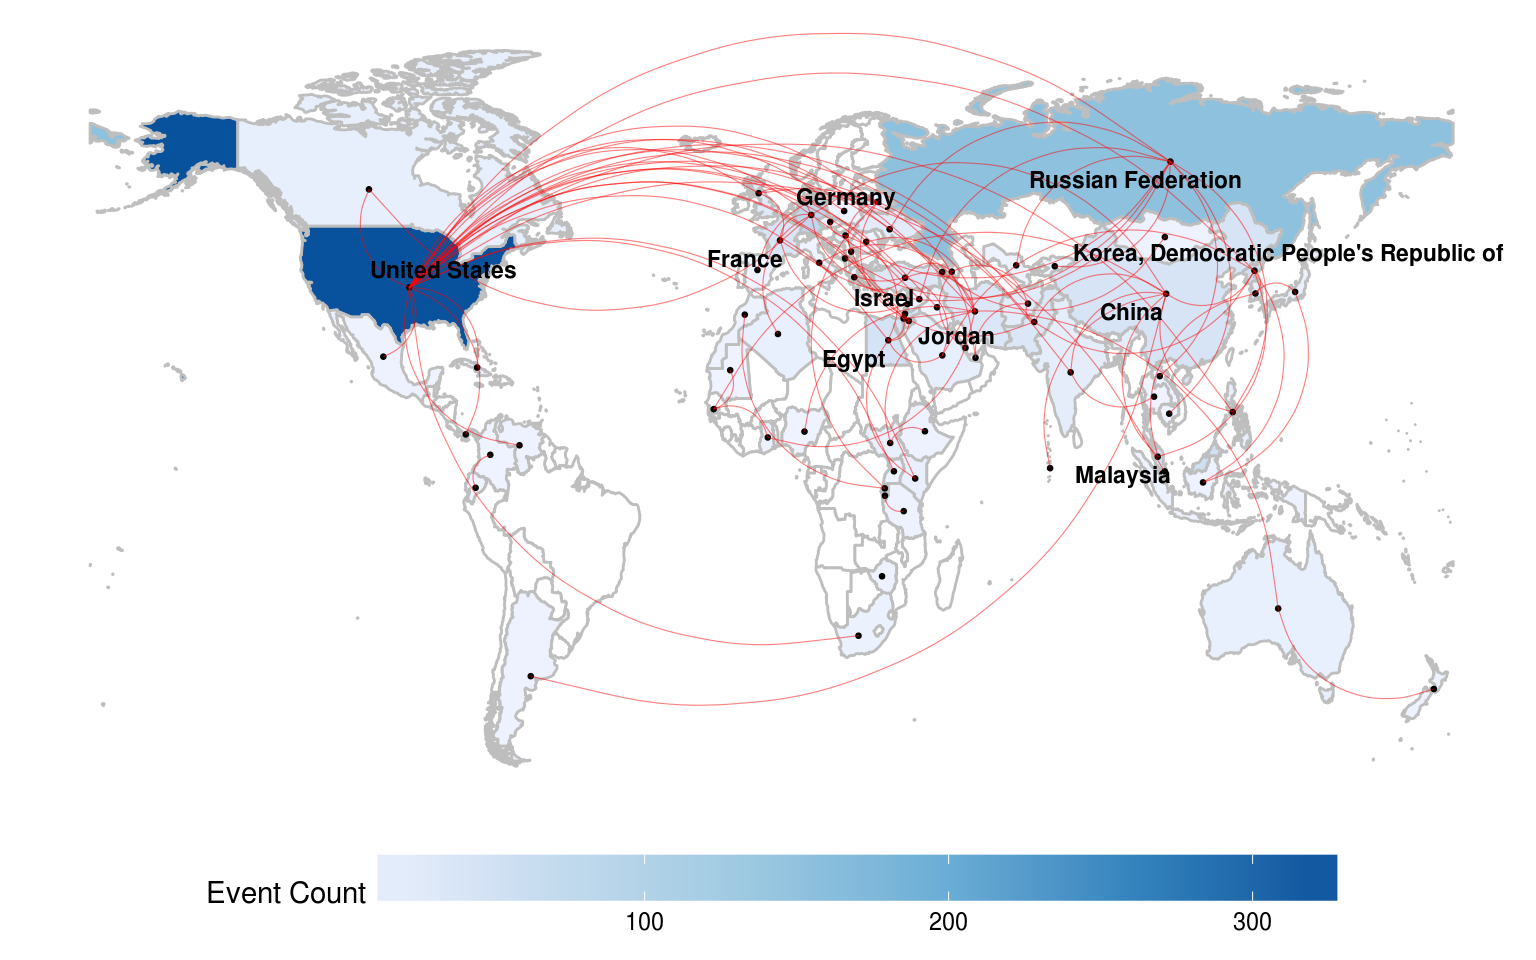 Russian Federation
Germany
Korea, Democratic People's Republic of
France
United States
Israel
China
Jordan
Egypt
Malaysia
Event Count
100
200
300